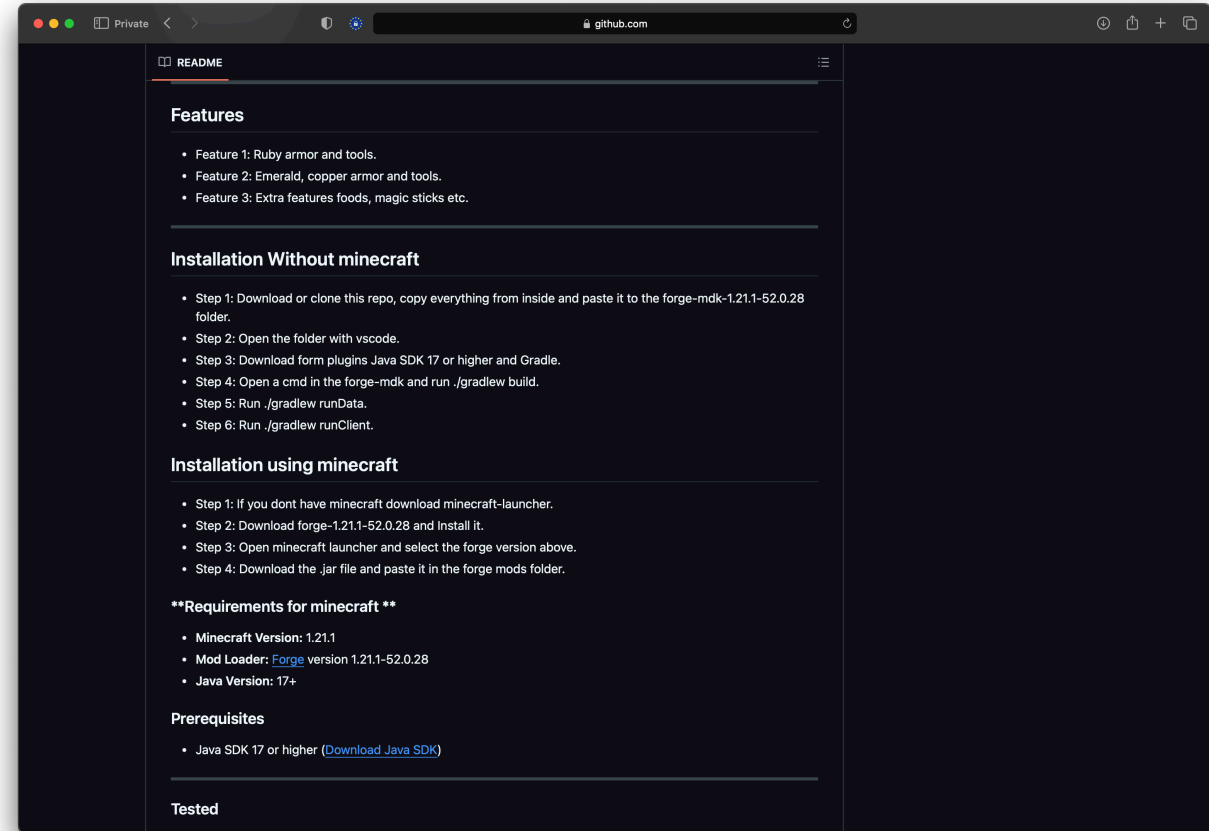 Private
github.com
README
Features
• Feature 1: Ruby armor and tools.
• Feature 2: Emerald, copper armor and tools.
• Feature 3: Extra features foods, magic sticks etc.
Installation Without minecraft
• Step 1: Download or clone this repo, copy everything from inside and paste it to the forge-mdk-1.21.1-52.0.28
folder.
• Step 2: Open the folder with vscode.
• Step 3: Download form plugins Java SDK 17 or higher and Gradle.
• Step 4: Open a cmd in the forge-mdk and run ./gradlew build.
• Step 5: Run ./gradlew runData.
• Step 6: Run ./gradlew runClient.
Installation using minecraft
• Step 1: If you dont have minecraft download minecraft-launcher.
• Step 2: Download forge-1.21.1-52.0.28 and Install it.
• Step 3: Open minecraft launcher and select the forge version above.
• Step 4: Download the .jar file and paste it in the forge mods folder.
**Requirements for minecraft **
• Minecraft Version: 1.21.1
• Mod Loader: Forge version 1.21.1-52.0.28
• Java Version: 17+
Prerequisites
• Java SDK 17 or higher (Download Java SDK)
Tested